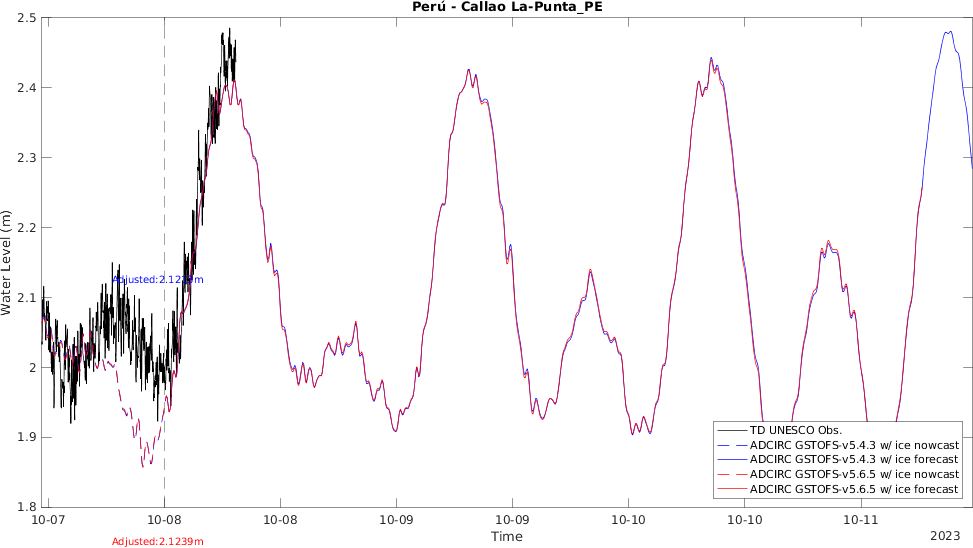 Perú - Callao La-Punta_PE
2.5
2.4
2.3
2.2
2.1
2
1.9
1.8
Water Level (m)
Adjusted:2.12 m
TD UNESCO Obs.
ADCIRC GSTOFS-v5.4.3 w/ ice nowcast
ADCIRC GSTOFS-v5.4.3 w/ ice forecast
ADCIRC GSTOFS-v5.6.5 w/ ice nowcast
ADCIRC GSTOFS-v5.6.5 w/ ice forecast
10-07 10-08 10-08 10-09 10-09 10-10 10-10 10-11
Time
2023
Adjusted:2.1239m